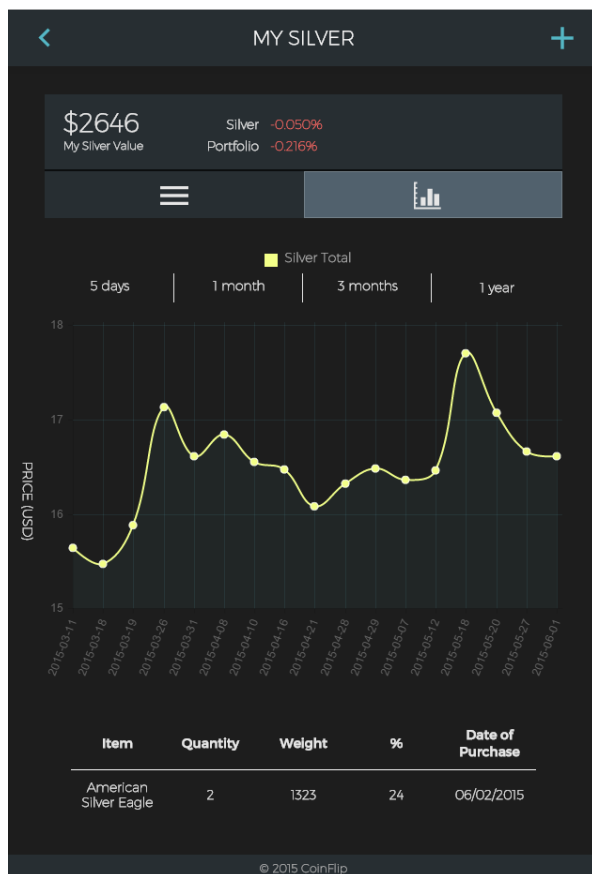 MY SILVER
$2646
My Silver Value
Silver -0.050%
Portfolio -0.216%
Silver Total
5 days 1 month 3 months 1 year
18
17
16
15
PRICE (USD)
2015-03-11 2015-03-18 2015-03-19 2015-03-26 2015-03-31 2015-04-08 2015-04-10 2015-04-16 2015-04-21 2015-04-28 2015-04-29 2015-05-07 2015-05-12 2015-05-18 2015-05-20 2015-05-27 2015-06-01
Item Quantity Weight % Date of Purchase
American Silver Eagle 2 1323 24 06/02/2015
© 2015 CoinFlip